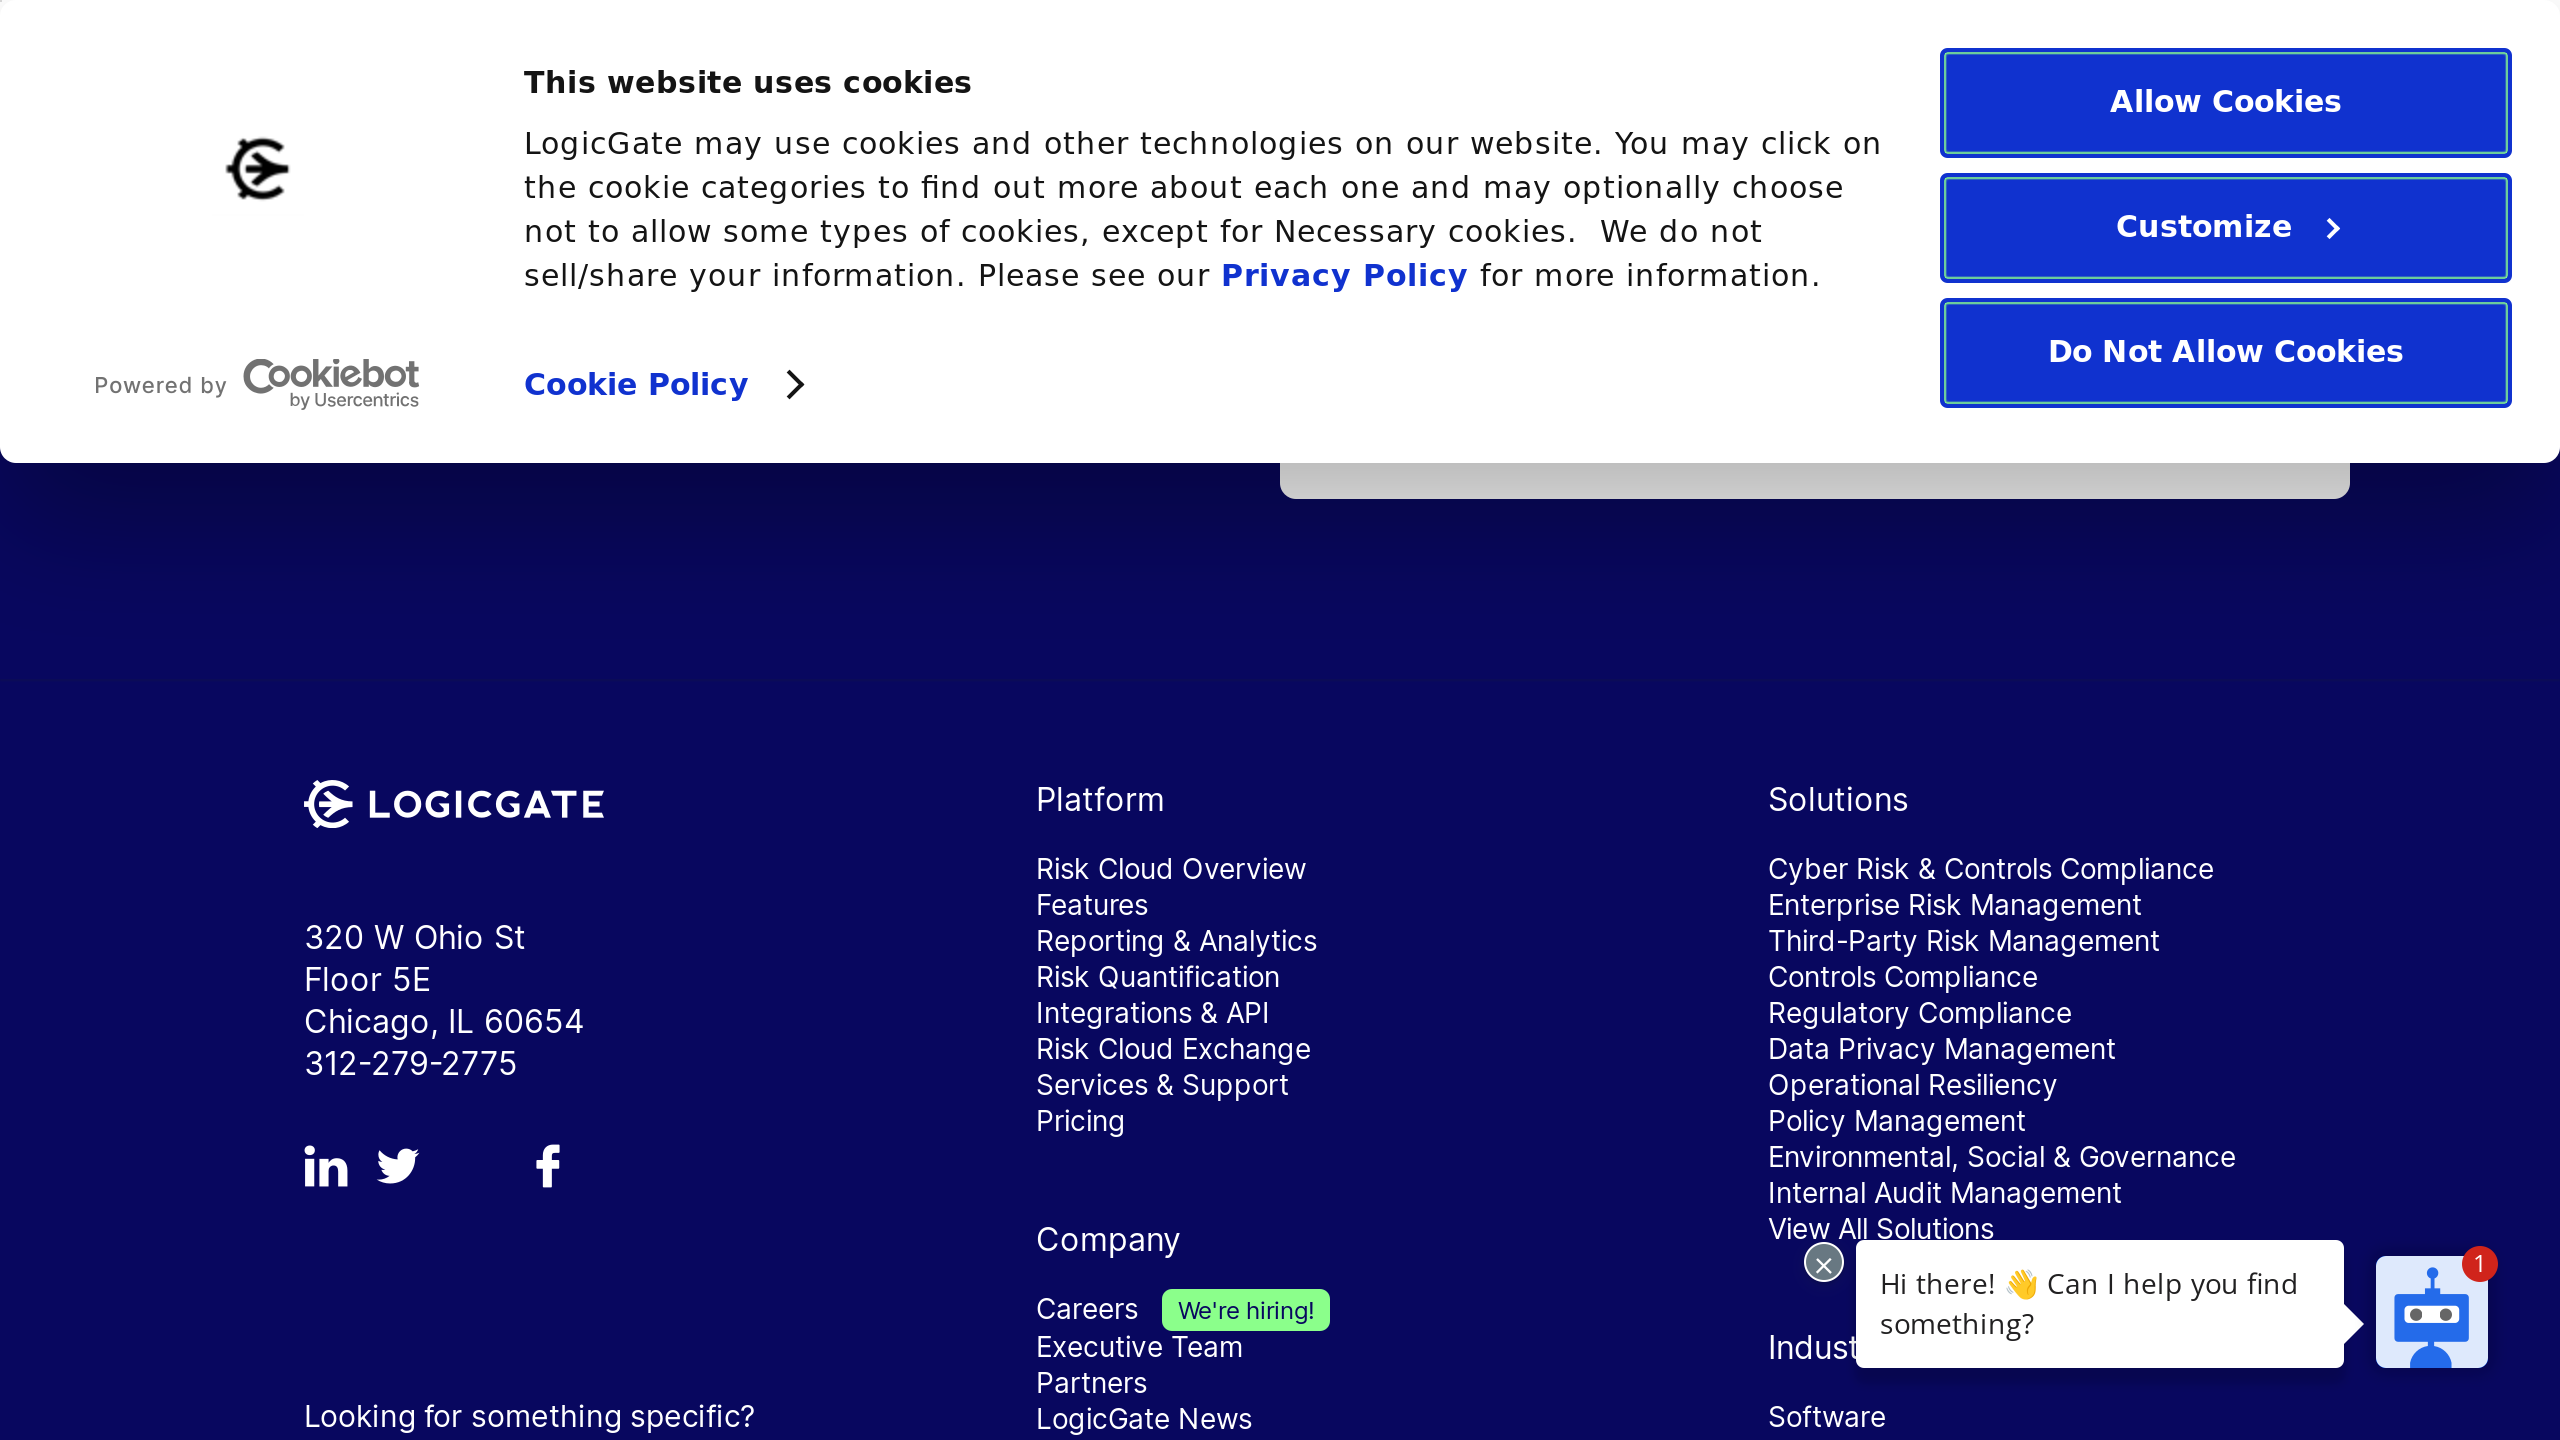 This website uses cookies
LogicGate may use cookies and other technologies on our website. You may click on
the cookie categories to find out more about each one and may optionally choose
not to allow some types of cookies, except for Necessary cookies.  We do not
sell/share your information. Please see our Privacy Policy for more information.
Powered by Cookiebot
by Usercentrics
Cookie Policy
Allow Cookies
Customize
Do Not Allow Cookies
LOGICGATE
320 W Ohio St
Floor 5E
Chicago, IL 60654
312-279-2775
in
f
Looking for something specific?
Platform
Risk Cloud Overview
Features
Reporting & Analytics
Risk Quantification
Integrations & API
Risk Cloud Exchange
Services & Support
Pricing
Company
Careers We're hiring!
Executive Team
Partners
LogicGate News
Solutions
Cyber Risk & Controls Compliance
Enterprise Risk Management
Third-Party Risk Management
Controls Compliance
Regulatory Compliance
Data Privacy Management
Operational Resiliency
Policy Management
Environmental, Social & Governance
Internal Audit Management
View All Solutions
Software
Hi there! 👋 Can I help you find
something?
1